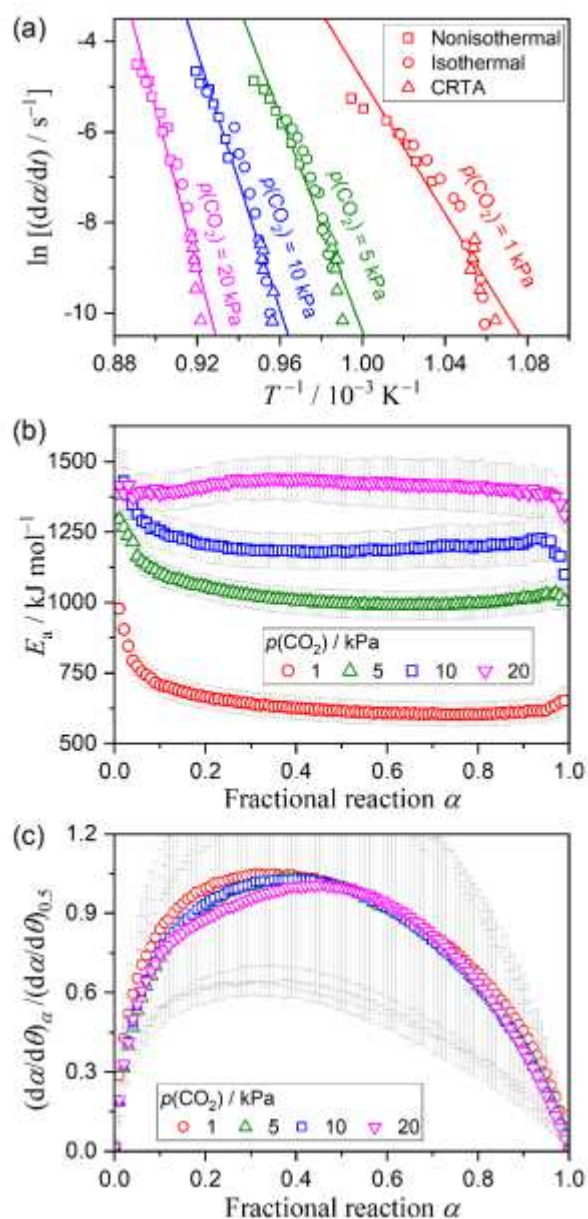 (a)
-4
-6
-8
-10
ln [(dα/dt) / s⁻¹]
Nonisothermal
Isothermal
CRTA
p(CO₂) = 20 kPa
p(CO₂) = 10 kPa
p(CO₂) = 5 kPa
p(CO₂) = 1 kPa
0.88 0.92 0.96 1.00 1.04 1.08
T⁻¹ / 10⁻³ K⁻¹
(b)
1500
1250
1000
750
500
Eₐ / kJ mol⁻¹
p(CO₂) / kPa
1 5 10 20
0.0 0.2 0.4 0.6 0.8 1.0
Fractional reaction α
(c)
1.2
0.9
0.6
0.3
0.0
(dα/dθ)α /(dα/dθ)0.5
p(CO₂) / kPa
1 5 10 20
0.0 0.2 0.4 0.6 0.8 1.0
Fractional reaction α